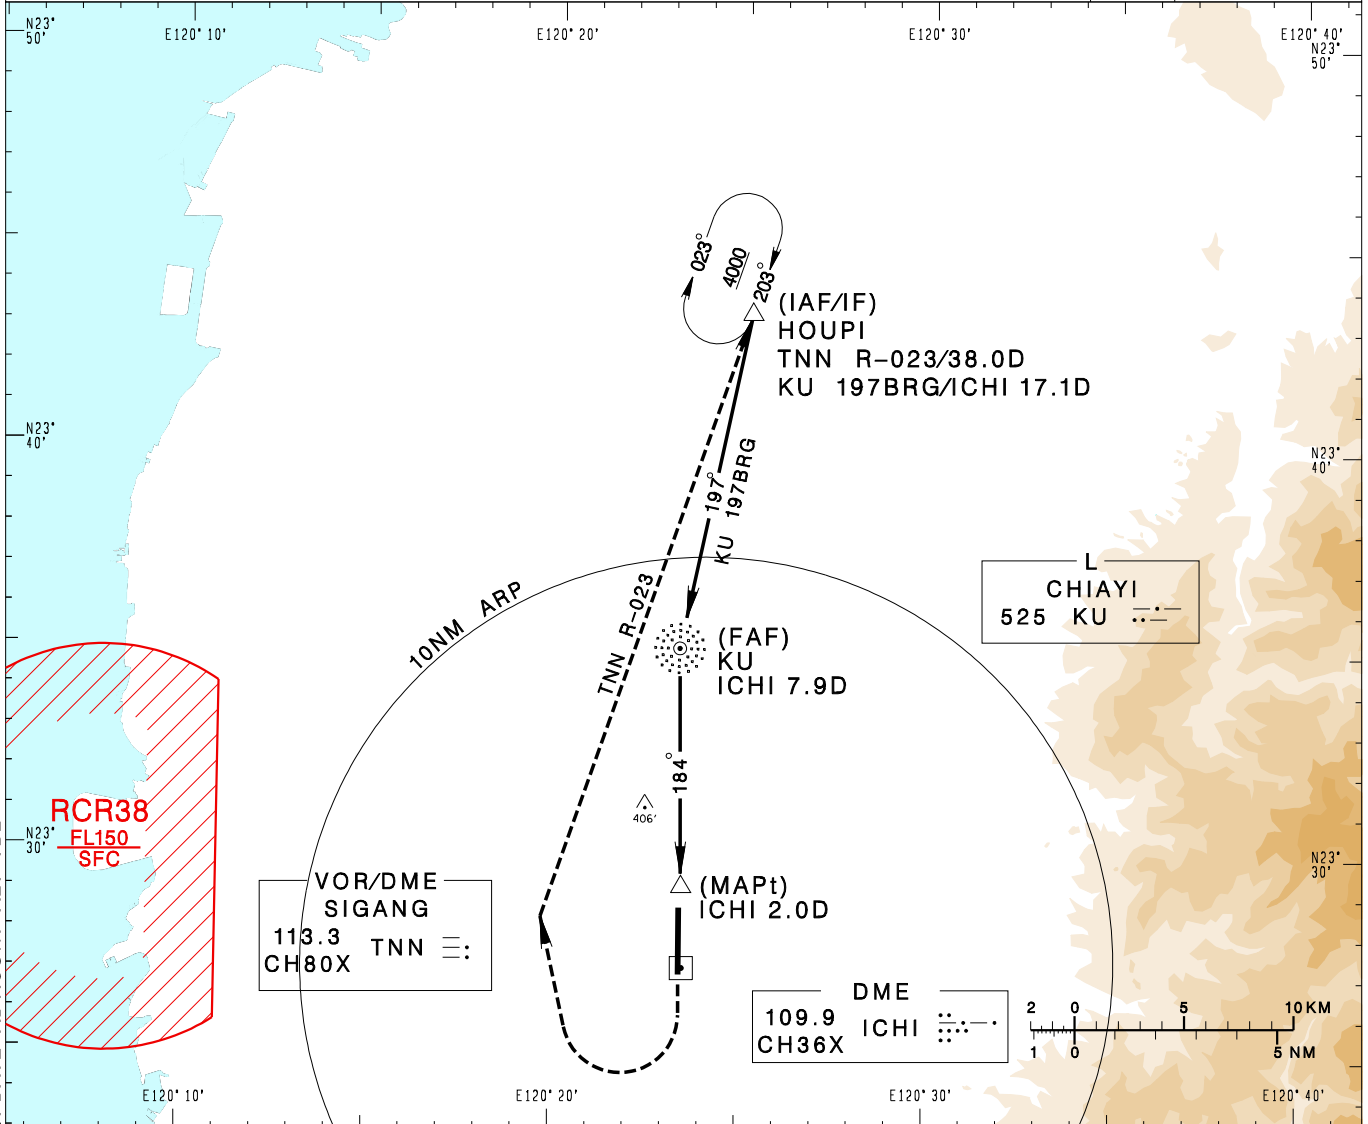 N23°
50'
E120° 10'
E120° 20'
E120° 30'
E120° 40'
N23°
50'
023°
4000
203°
(IAF/IF)
HOUPI
TNN R-023/38.0D
KU 197BRG/ICHI 17.1D
N23°
40'
N23°
40'
197°
KU 197BRG
10NM ARP
TNN R-023
L
CHIAYI
525 KU
(FAF)
KU
ICHI 7.9D
184°
406'
RCR38
FL150
SFC
N23°
30'
N23°
30'
(MAPt)
ICHI 2.0D
VOR/DME
SIGANG
113.3
CH80X
TNN
DME
109.9
CH36X
ICHI
2 0 5 10 KM
1 0 5 NM
E120° 10'
E120° 20'
E120° 30'
E120° 40'